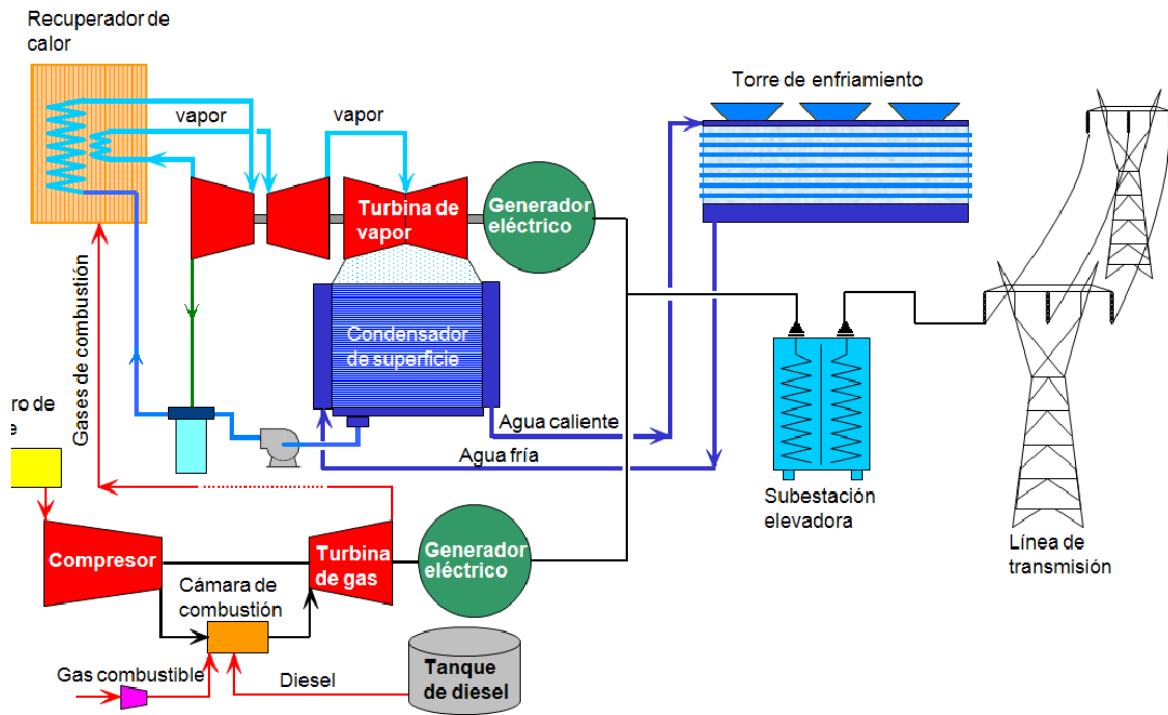 Recuperador de
calor
vapor
vapor
Torre de enfriamiento
Turbina de
vapor
Generador
eléctrico
Condensador
de superficie
Gases de combustión
ro de
e
Agua caliente
Agua fría
Subestación
elevadora
Línea de
transmisión
Compresor
Turbina
de gas
Generador
eléctrico
Cámara de
combustión
Gas combustible
Diesel
Tanque
de diesel